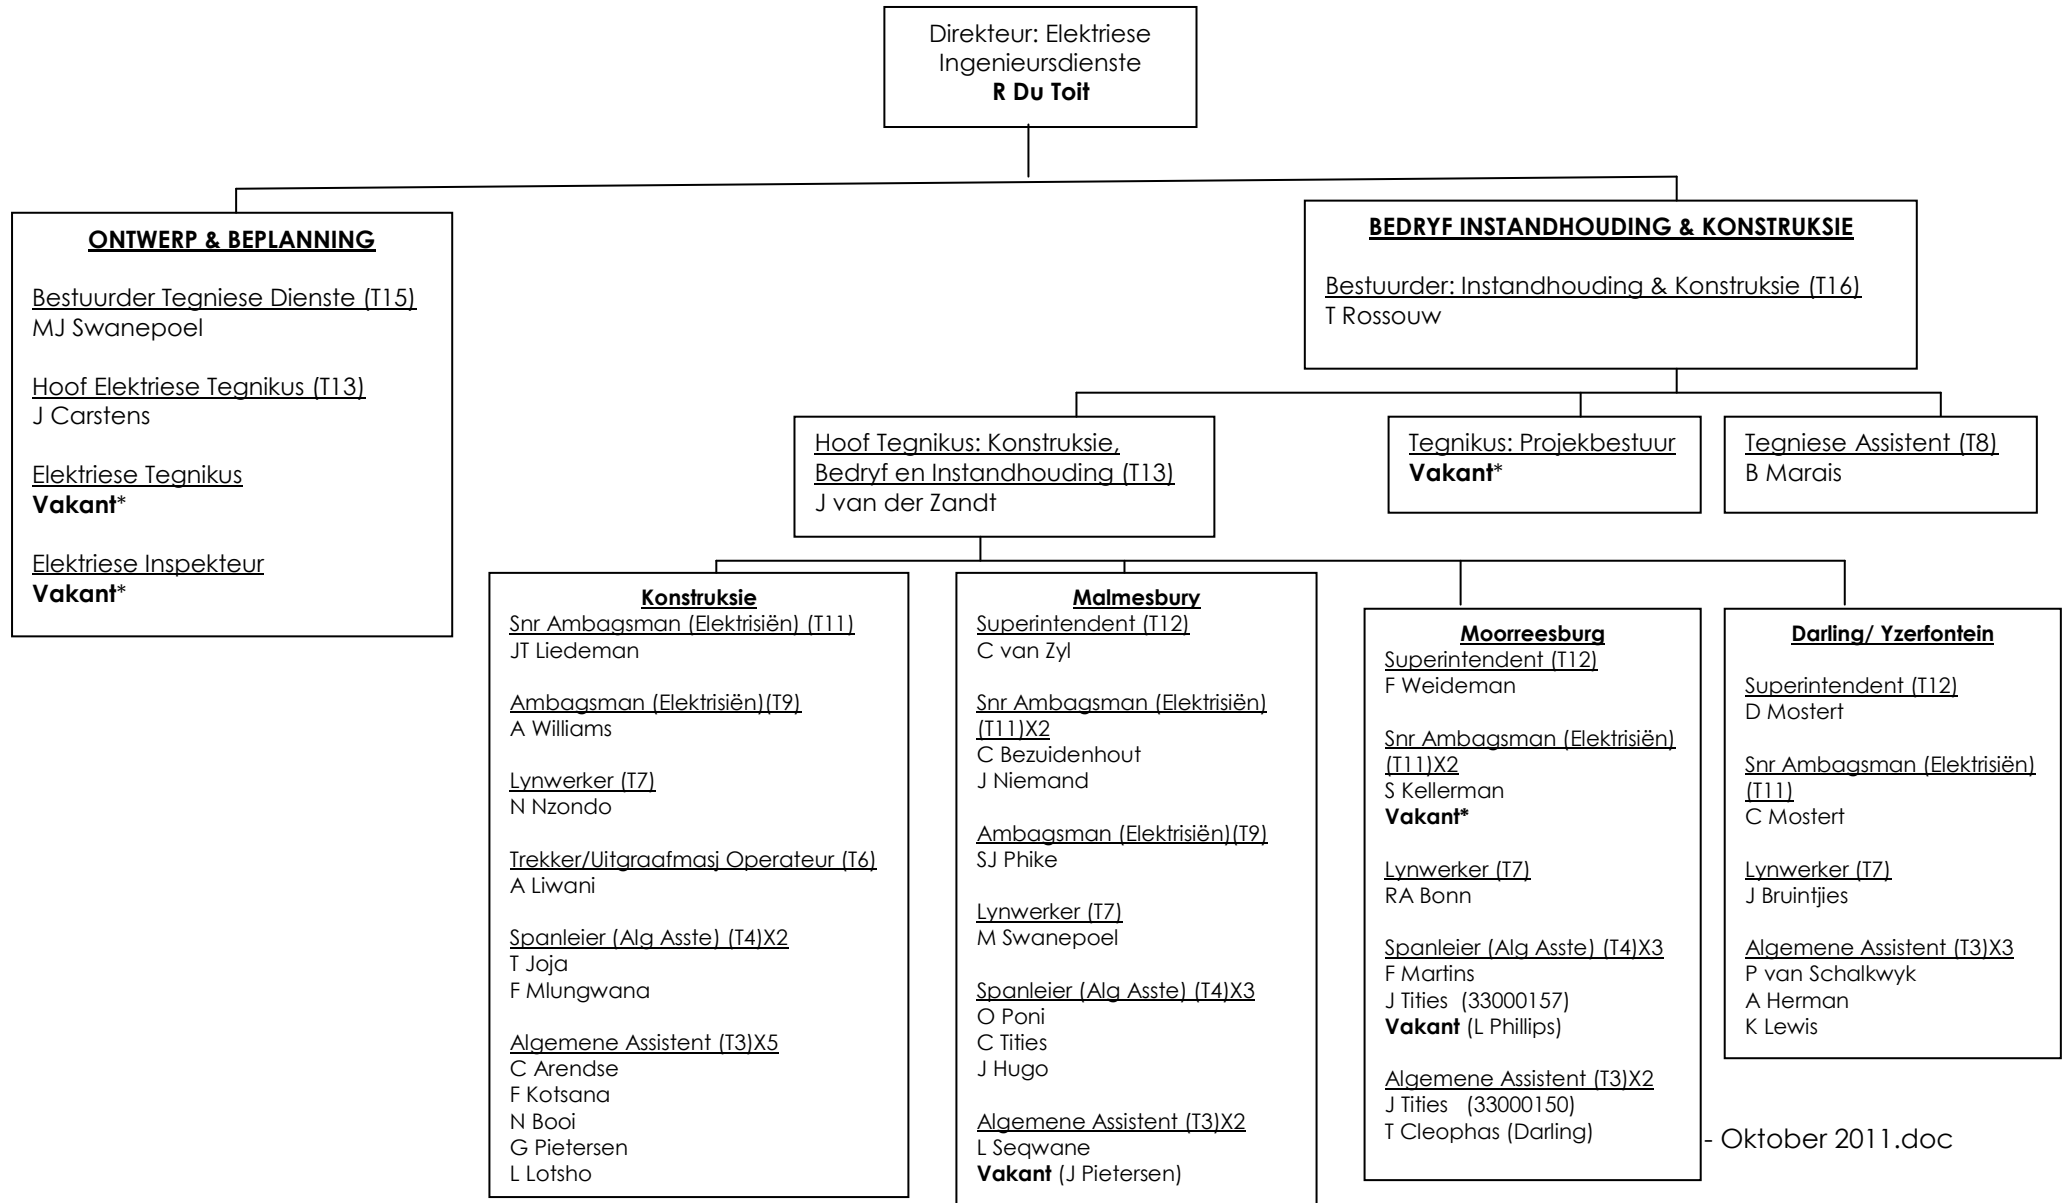 Direkteur: Elektriese
Ingenieursdienste
R Du Toit
ONTWERP & BEPLANNING
Bestuurder Tegniese Dienste (T15)
MJ Swanepoel
Hoof Elektriese Tegnikus (T13)
J Carstens
Elektriese Tegnikus
Vakant*
Elektriese Inspekteur
Vakant*
BEDRYF INSTANDHOUDING & KONSTRUKSIE
Bestuurder: Instandhouding & Konstruksie (T16)
T Rossouw
Hoof Tegnikus: Konstruksie,
Bedryf en Instandhouding (T13)
J van der Zandt
Tegnikus: Projekbestuur
Vakant*
Tegniese Assistent (T8)
B Marais
Konstruksie
Snr Ambagsman (Elektrisiën) (T11)
JT Liedeman
Ambagsman (Elektrisiën)(T9)
A Williams
Lynwerker (T7)
N Nzondo
Trekker/Uitgraafmasj Operateur (T6)
A Liwani
Spanleier (Alg Asste) (T4)X2
T Joja
F Mlungwana
Algemene Assistent (T3)X5
C Arendse
F Kotsana
N Booi
G Pietersen
L Lotsho
Malmesbury
Superintendent (T12)
C van Zyl
Snr Ambagsman (Elektrisiën)
(T11)X2
C Bezuidenhout
J Niemand
Ambagsman (Elektrisiën)(T9)
SJ Phike
Lynwerker (T7)
M Swanepoel
Spanleier (Alg Asste) (T4)X3
O Poni
C Tities
J Hugo
Algemene Assistent (T3)X2
L Seqwane
Vakant (J Pietersen)
Moorreesburg
Superintendent (T12)
F Weideman
Snr Ambagsman (Elektrisiën)
(T11)X2
S Kellerman
Vakant*
Lynwerker (T7)
RA Bonn
Spanleier (Alg Asste) (T4)X3
F Martins
J Tities (33000157)
Vakant (L Phillips)
Algemene Assistent (T3)X2
J Tities (33000150)
T Cleophas (Darling)
Darling/ Yzerfontein
Superintendent (T12)
D Mostert
Snr Ambagsman (Elektrisiën)
(T11)
C Mostert
Lynwerker (T7)
J Bruintjies
Algemene Assistent (T3)X3
P van Schalkwyk
A Herman
K Lewis
- Oktober 2011.doc